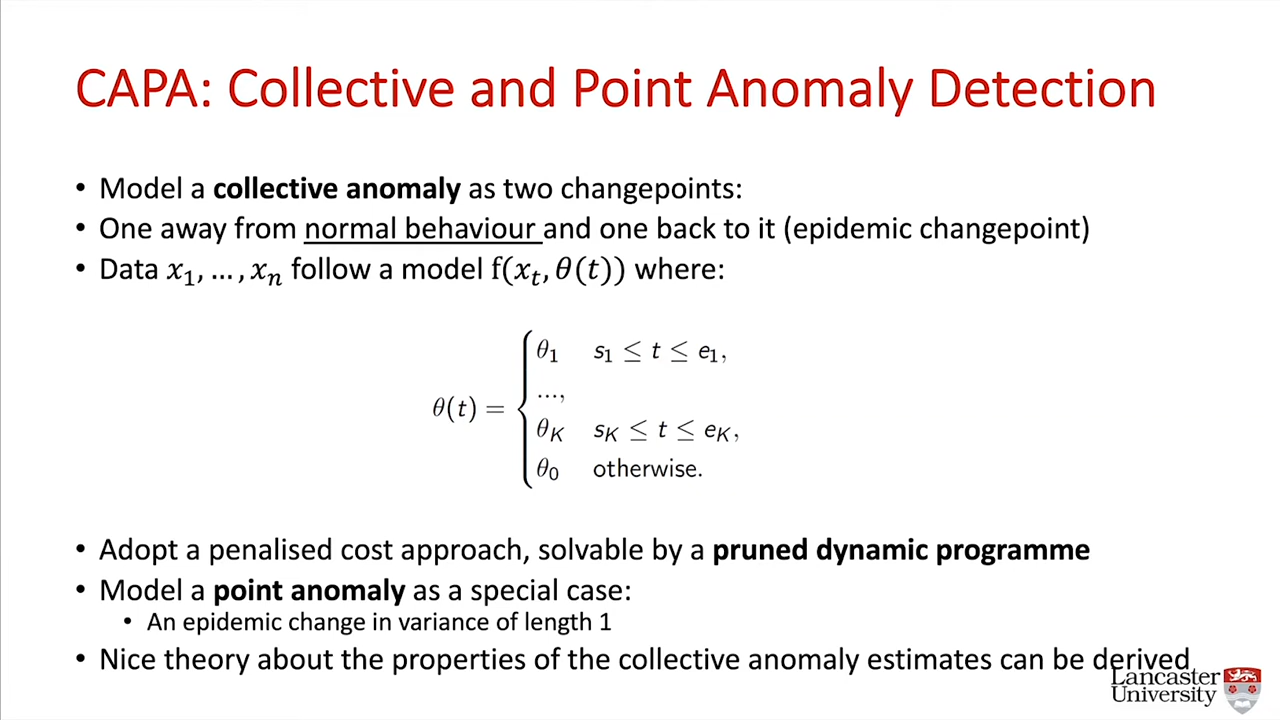 CAPA: Collective and Point Anomaly Detection
• Model a collective anomaly as two changepoints:
• One away from normal behaviour and one back to it (epidemic changepoint)
• Data x₁, … , xₙ follow a model f(xₜ, θ(t)) where:
θ₁ s₁ ≤ t ≤ e₁,
...,
θ(t) =
θ_K s_K ≤ t ≤ e_K,
θ₀ otherwise.
• Adopt a penalised cost approach, solvable by a pruned dynamic programme
• Model a point anomaly as a special case:
• An epidemic change in variance of length 1
• Nice theory about the properties of the collective anomaly estimates can be derived
Lancaster
University